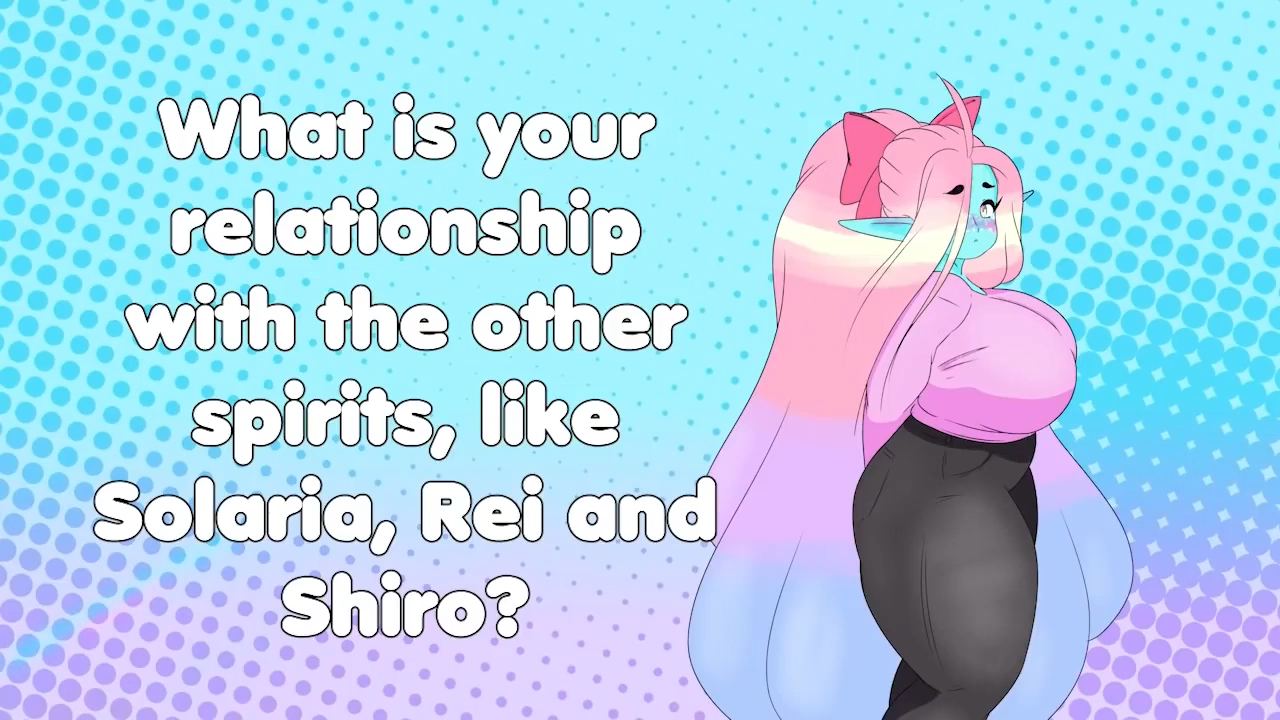 What is your
relationship
with the other
spirits, like
Solaria, Rei and
Shiro?